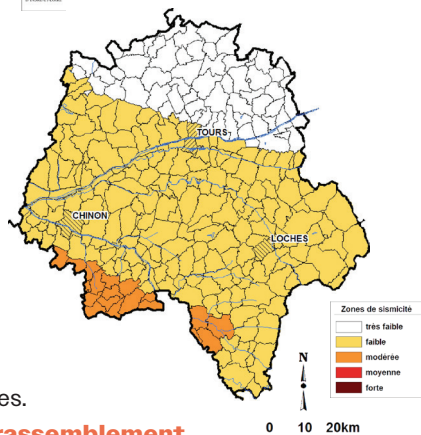 TOURS
CHINON
LOCHES
Zones de sismicité
très faible
faible
modérée
moyenne
forte
es.
N
rassemblement
0 10 20km